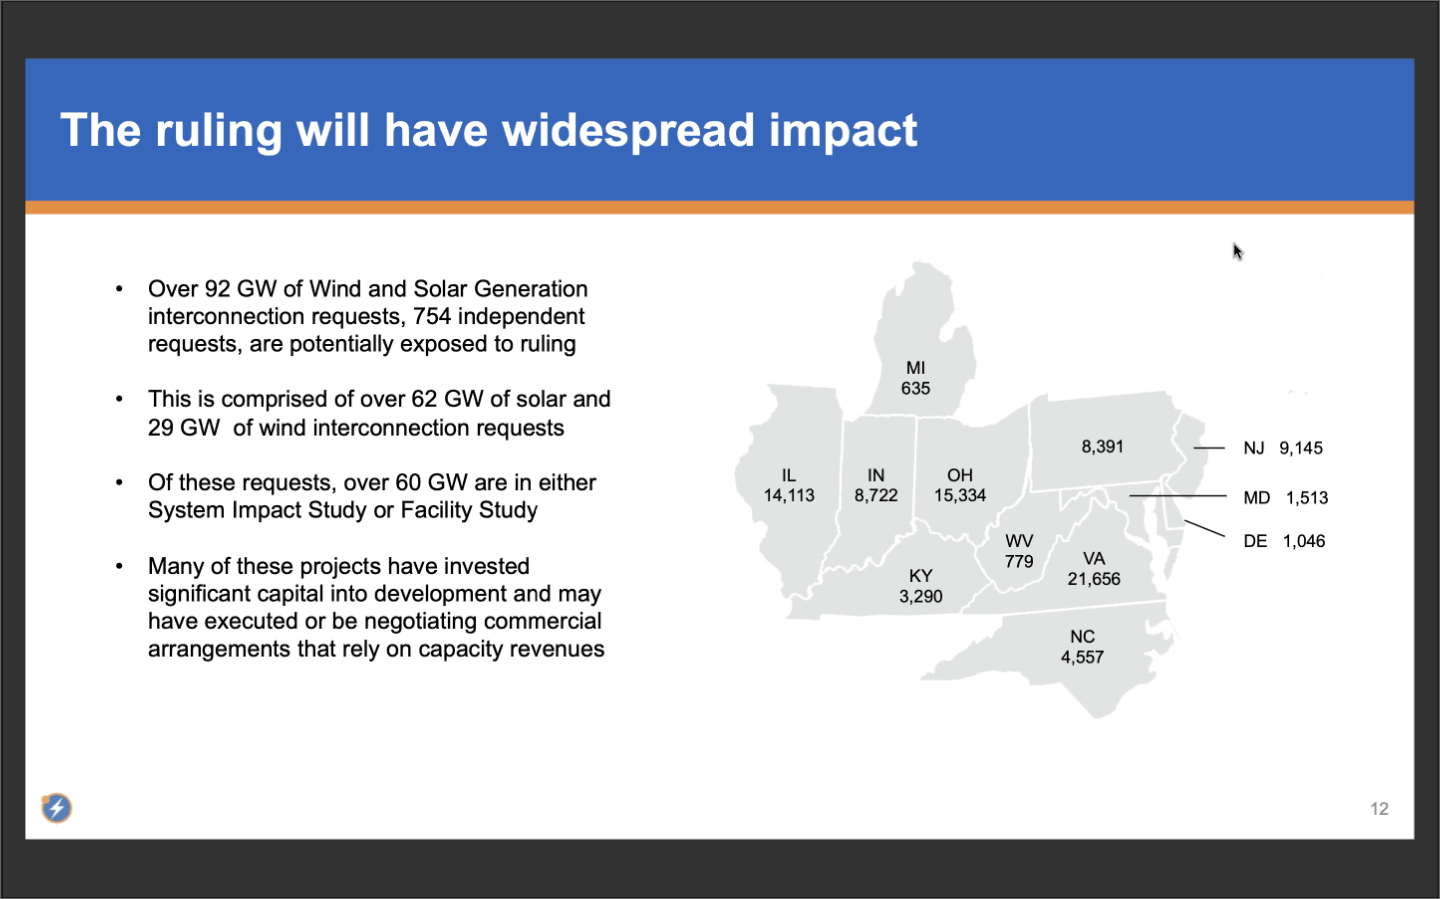 The ruling will have widespread impact
• Over 92 GW of Wind and Solar Generation
interconnection requests, 754 independent
requests, are potentially exposed to ruling
• This is comprised of over 62 GW of solar and
29 GW  of wind interconnection requests
• Of these requests, over 60 GW are in either
System Impact Study or Facility Study
• Many of these projects have invested
significant capital into development and may
have executed or be negotiating commercial
arrangements that rely on capacity revenues
MI
635
8,391
NJ 9,145
IL
14,113
IN
8,722
OH
15,334
MD 1,513
WV
779
DE 1,046
VA
21,656
KY
3,290
NC
4,557
12